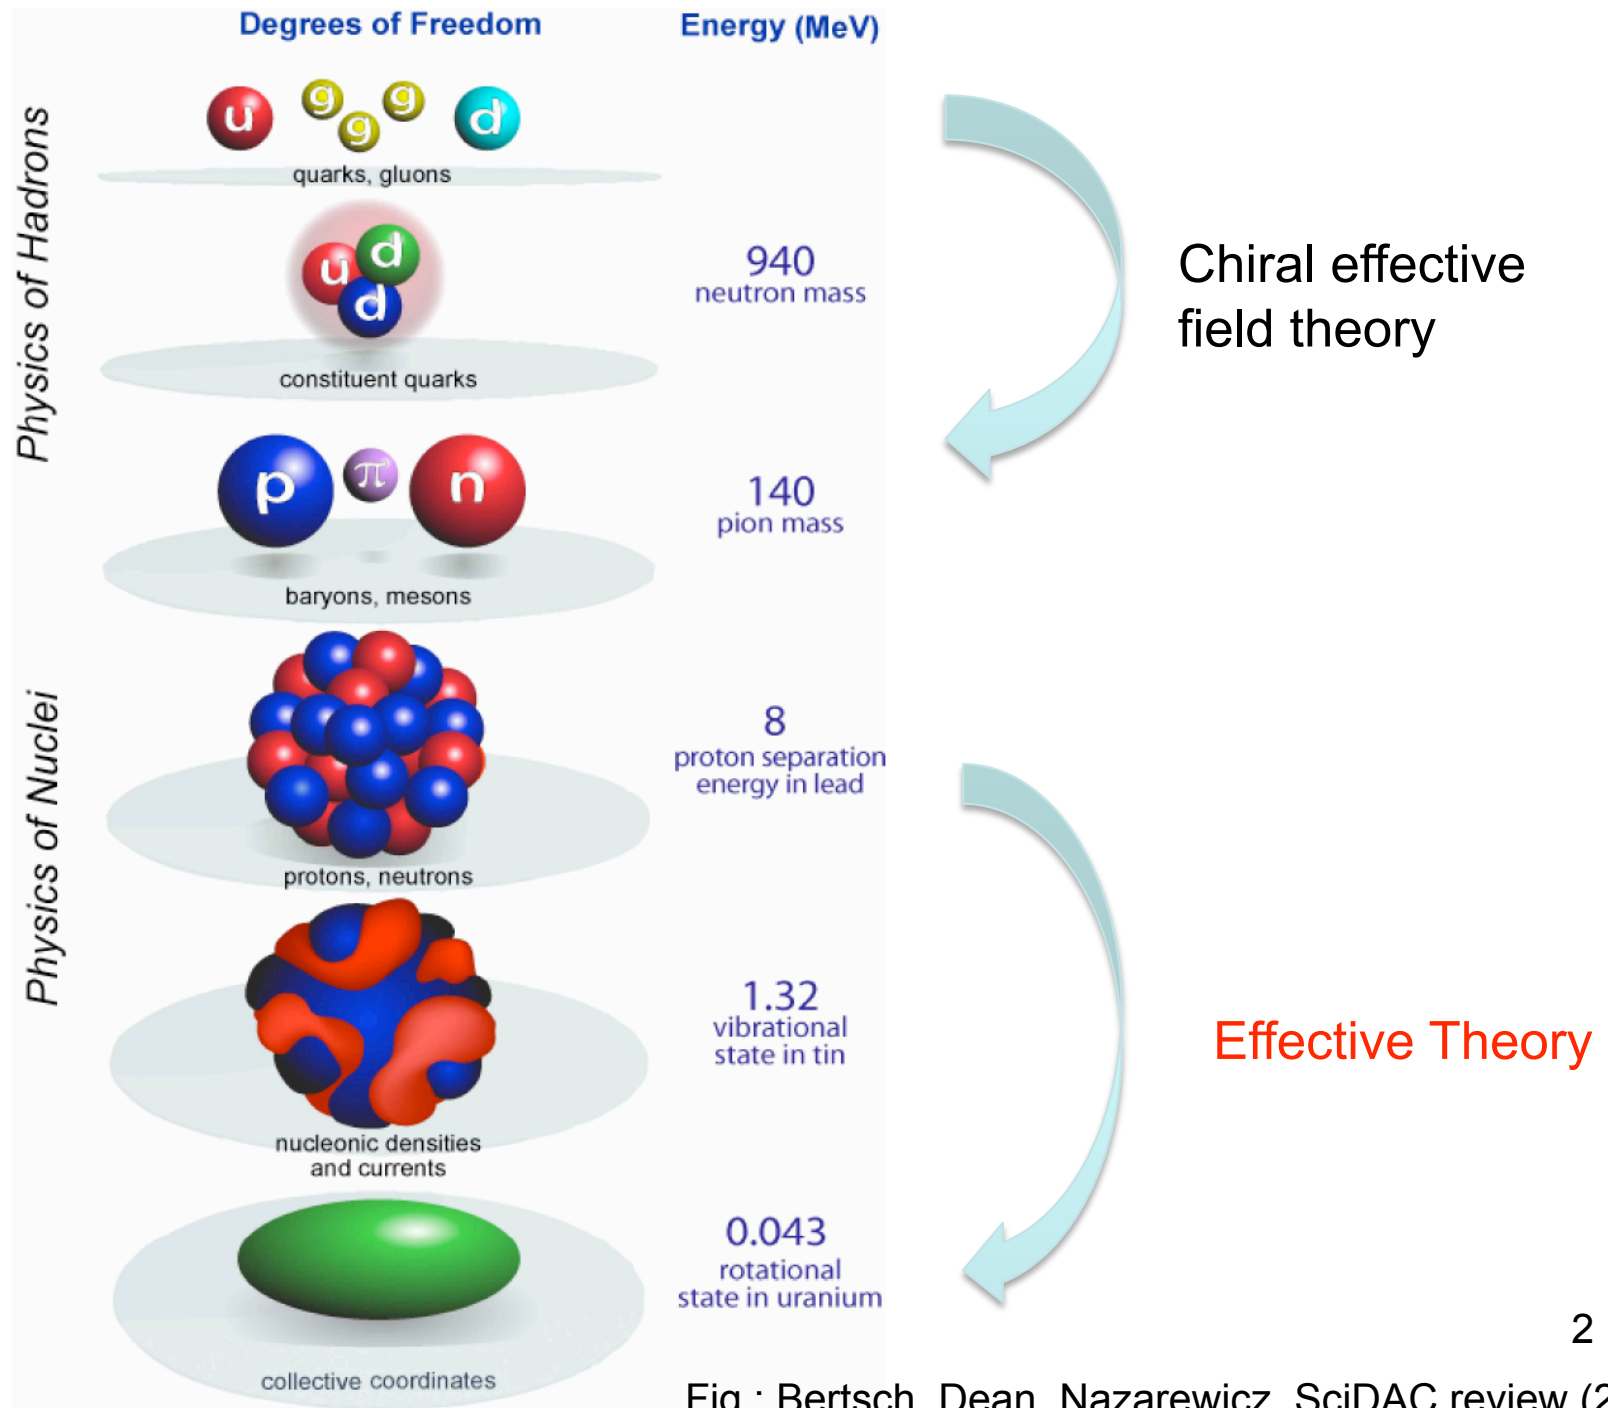 Degrees of Freedom
Energy (MeV)
Physics of Hadrons
u g g g d
quarks, gluons
u d d
940
neutron mass
constituent quarks
Chiral effective
field theory
p π n
140
pion mass
baryons, mesons
Physics of Nuclei
8
proton separation
energy in lead
protons, neutrons
1.32
vibrational
state in tin
Effective Theory
nucleonic densities
and currents
0.043
rotational
state in uranium
collective coordinates
2
Fig.: Bertsch, Dean, Nazarewicz, SciDAC review (2